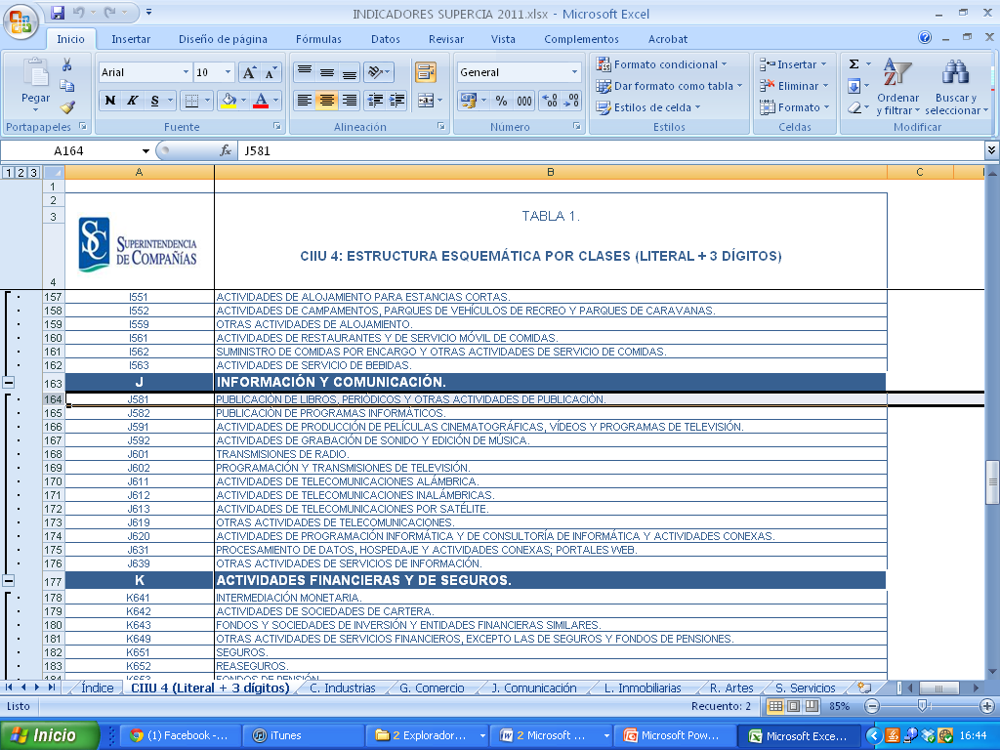 INDICADORES SUPERCIA 2011.xlsx - Microsoft Excel
Inicio Insertar Diseño de página Fórmulas Datos Revisar Vista Complementos Acrobat
Pegar
Portapapeles
Arial 10
N K S
Fuente
Alineación
General
% 000
Número
Formato condicional
Dar formato como tabla
Estilos de celda
Estilos
Insertar
Eliminar
Formato
Celdas
Σ
Ordenar y filtrar
Buscar y seleccionar
Modificar
A164 fx J581
1 2 3 A B C
1
2
3 TABLA 1.
SC SUPERINTENDENCIA DE COMPAÑÍAS
4 CIIU 4: ESTRUCTURA ESQUEMÁTICA POR CLASES (LITERAL + 3 DÍGITOS)
157 I551 ACTIVIDADES DE ALOJAMIENTO PARA ESTANCIAS CORTAS.
158 I552 ACTIVIDADES DE CAMPAMENTOS, PARQUES DE VEHÍCULOS DE RECREO Y PARQUES DE CARAVANAS.
159 I559 OTRAS ACTIVIDADES DE ALOJAMIENTO.
160 I561 ACTIVIDADES DE RESTAURANTES Y DE SERVICIO MÓVIL DE COMIDAS.
161 I562 SUMINISTRO DE COMIDAS POR ENCARGO Y OTRAS ACTIVIDADES DE SERVICIO DE COMIDAS.
162 I563 ACTIVIDADES DE SERVICIO DE BEBIDAS.
163 J INFORMACIÓN Y COMUNICACIÓN.
164 J581 PUBLICACIÓN DE LIBROS, PERIÓDICOS Y OTRAS ACTIVIDADES DE PUBLICACIÓN.
165 J582 PUBLICACIÓN DE PROGRAMAS INFORMÁTICOS.
166 J591 ACTIVIDADES DE PRODUCCIÓN DE PELÍCULAS CINEMATOGRÁFICAS, VÍDEOS Y PROGRAMAS DE TELEVISIÓN.
167 J592 ACTIVIDADES DE GRABACIÓN DE SONIDO Y EDICIÓN DE MÚSICA.
168 J601 TRANSMISIONES DE RADIO.
169 J602 PROGRAMACIÓN Y TRANSMISIONES DE TELEVISIÓN.
170 J611 ACTIVIDADES DE TELECOMUNICACIONES ALÁMBRICA.
171 J612 ACTIVIDADES DE TELECOMUNICACIONES INALÁMBRICAS.
172 J613 ACTIVIDADES DE TELECOMUNICACIONES POR SATÉLITE.
173 J619 OTRAS ACTIVIDADES DE TELECOMUNICACIONES.
174 J620 ACTIVIDADES DE PROGRAMACIÓN INFORMÁTICA Y DE CONSULTORÍA DE INFORMÁTICA Y ACTIVIDADES CONEXAS.
175 J631 PROCESAMIENTO DE DATOS, HOSPEDAJE Y ACTIVIDADES CONEXAS; PORTALES WEB.
176 J639 OTRAS ACTIVIDADES DE SERVICIOS DE INFORMACIÓN.
177 K ACTIVIDADES FINANCIERAS Y DE SEGUROS.
178 K641 INTERMEDIACIÓN MONETARIA.
179 K642 ACTIVIDADES DE SOCIEDADES DE CARTERA.
180 K643 FONDOS Y SOCIEDADES DE INVERSIÓN Y ENTIDADES FINANCIERAS SIMILARES.
181 K649 OTRAS ACTIVIDADES DE SERVICIOS FINANCIEROS, EXCEPTO LAS DE SEGUROS Y FONDOS DE PENSIONES.
182 K651 SEGUROS.
183 K652 REASEGUROS.
184 K653 FONDOS DE PENSIÓN.
Índice CIIU 4 (Literal + 3 dígitos) C. Industrias G. Comercio J. Comunicación L. Inmobiliarias R. Artes S. Servicios
Listo Recuento: 2 85%
Inicio (1) Facebook -... iTunes 2 Explorador... 2 Microsoft ... Microsoft Pow... Microsoft Exce... 16:44